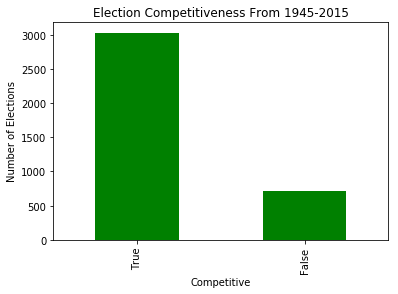 Election Competitiveness From 1945-2015
Number of Elections
3000
2500
2000
1500
1000
500
0
True
False
Competitive